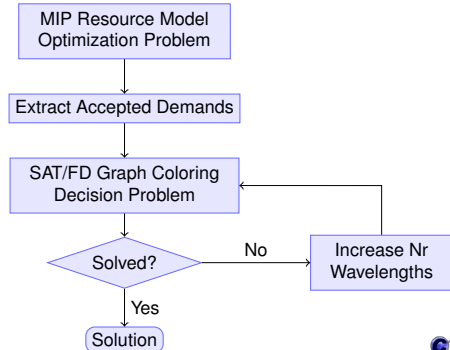 MIP Resource Model
Optimization Problem
Extract Accepted Demands
SAT/FD Graph Coloring
Decision Problem
Solved?
No
Increase Nr
Wavelengths
Yes
Solution